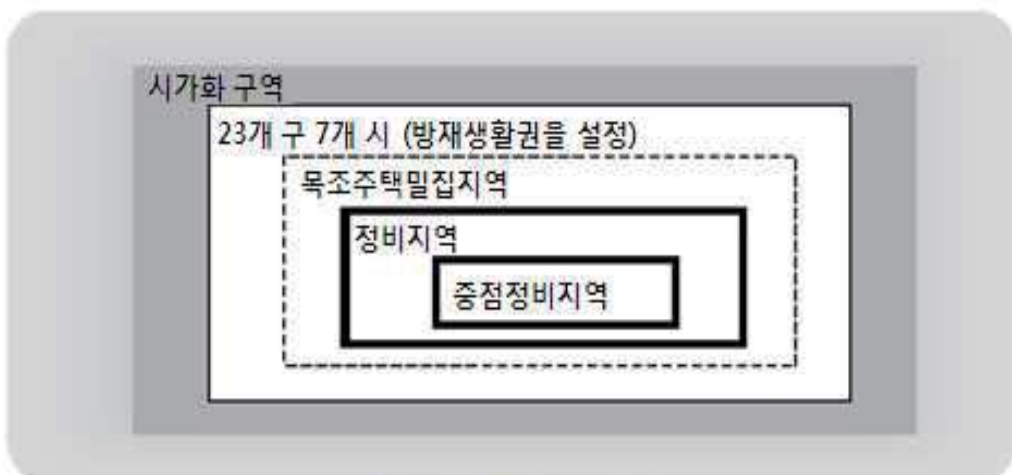 시가화 구역
23개 구 7개 시 (방재생활권을 설정)
목조주택밀집지역
정비지역
중점정비지역